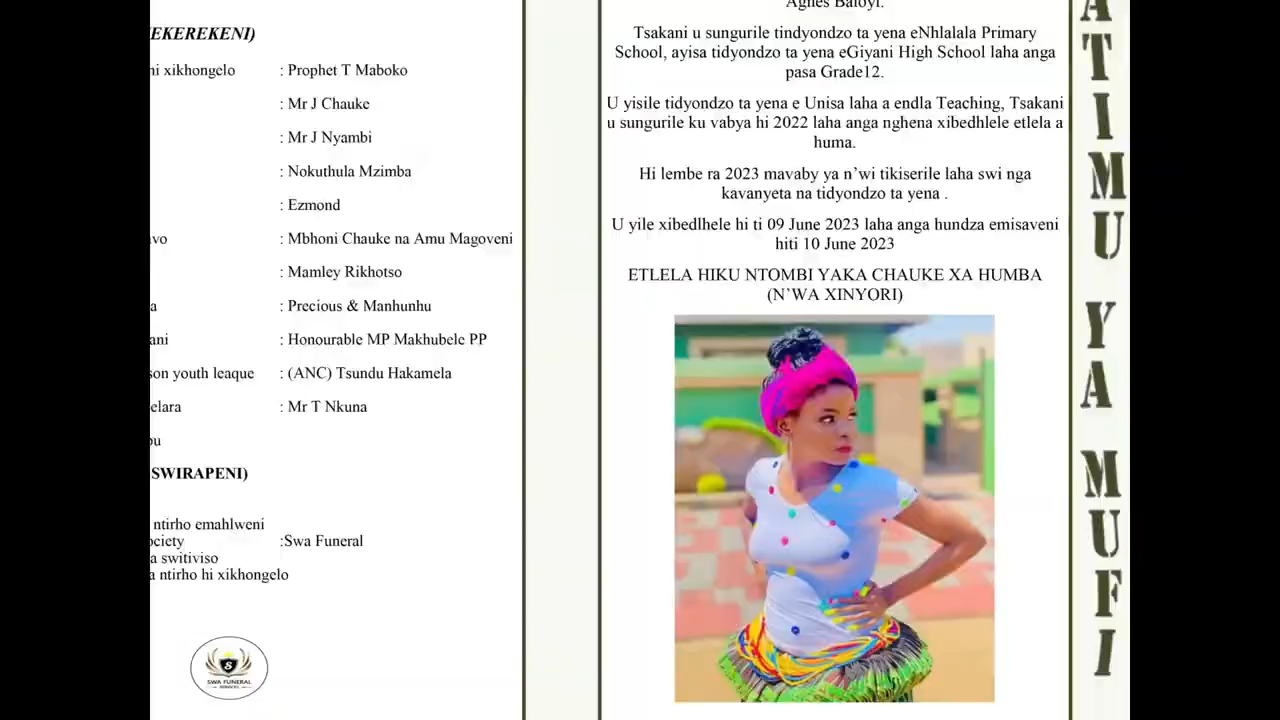 EKEREKENI)
ni xikhongelo : Prophet T Maboko
: Mr J Chauke
: Mr J Nyambi
: Nokuthula Mzimba
: Ezmond
vo : Mbhoni Chauke na Amu Magoveni
: Mamley Rikhotso
a : Precious & Manhunhu
ani : Honourable MP Makhubele PP
son youth leaque : (ANC) Tsundu Hakamela
elara : Mr T Nkuna
pu
SWIRAPENI)
ntirho emahlweni
ociety :Swa Funeral
a switiviso
a ntirho hi xikhongelo
S
SWA FUNERAL
Agnes Baloyi.
Tsakani u sungurile tindyondzo ta yena eNhlalala Primary
School, ayisa tidyondzo ta yena eGiyani High School laha anga
pasa Grade12.
U yisile tidyondzo ta yena e Unisa laha a endla Teaching, Tsakani
u sungurile ku vabya hi 2022 laha anga nghena xibedhlele etlela a
huma.
Hi lembe ra 2023 mavaby ya n’wi tikiserile laha swi nga
kavanyeta na tidyondzo ta yena .
U yile xibedlhele hi ti 09 June 2023 laha anga hundza emisaveni
hiti 10 June 2023
ETLELA HIKU NTOMBI YAKA CHAUKE XA HUMBA
(N’WA XINYORI)
ATIMU YA MUFI